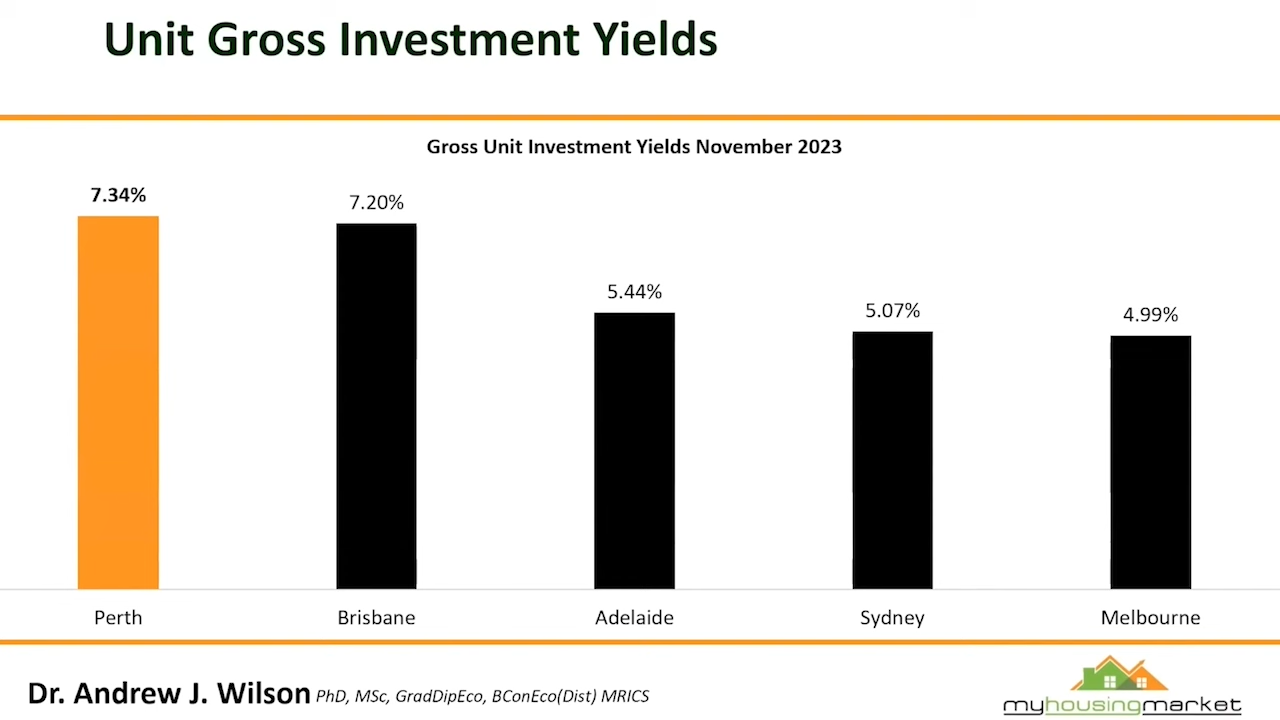 Unit Gross Investment Yields
Gross Unit Investment Yields November 2023
7.34%
7.20%
5.44%
5.07%
4.99%
Perth
Brisbane
Adelaide
Sydney
Melbourne
Dr. Andrew J. Wilson PhD, MSc, GradDipEco, BConEco(Dist) MRICS
myhousingmarket